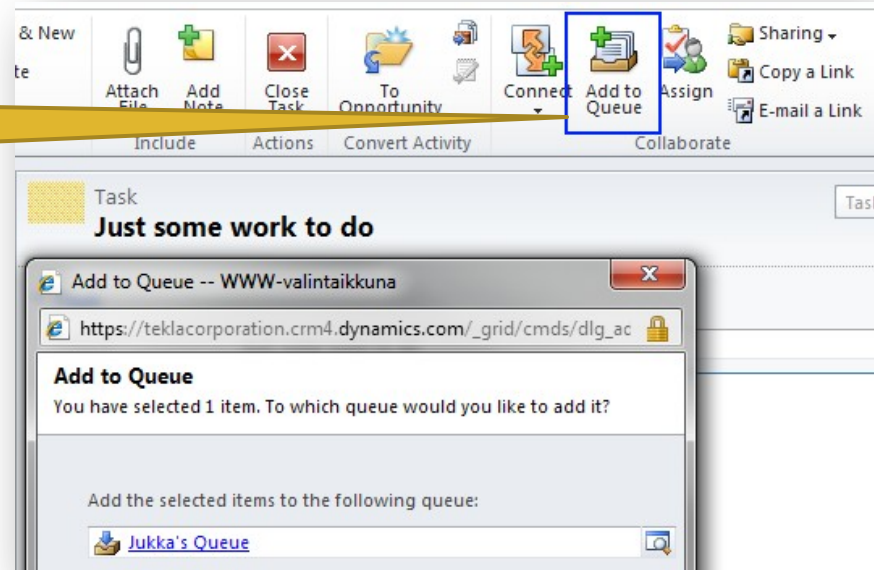 & New
te
Attach
File
Add
Note
Close
Task
To
Opportunity
Connect
Add to
Queue
Assign
Sharing
Copy a Link
E-mail a Link
Include
Actions
Convert Activity
Collaborate
Task
Just some work to do
Tas
Add to Queue -- WWW-valintaikkuna
https://teklacorporation.crm4.dynamics.com/_grid/cmds/dlg_ac
Add to Queue
You have selected 1 item. To which queue would you like to add it?
Add the selected items to the following queue:
Jukka's Queue